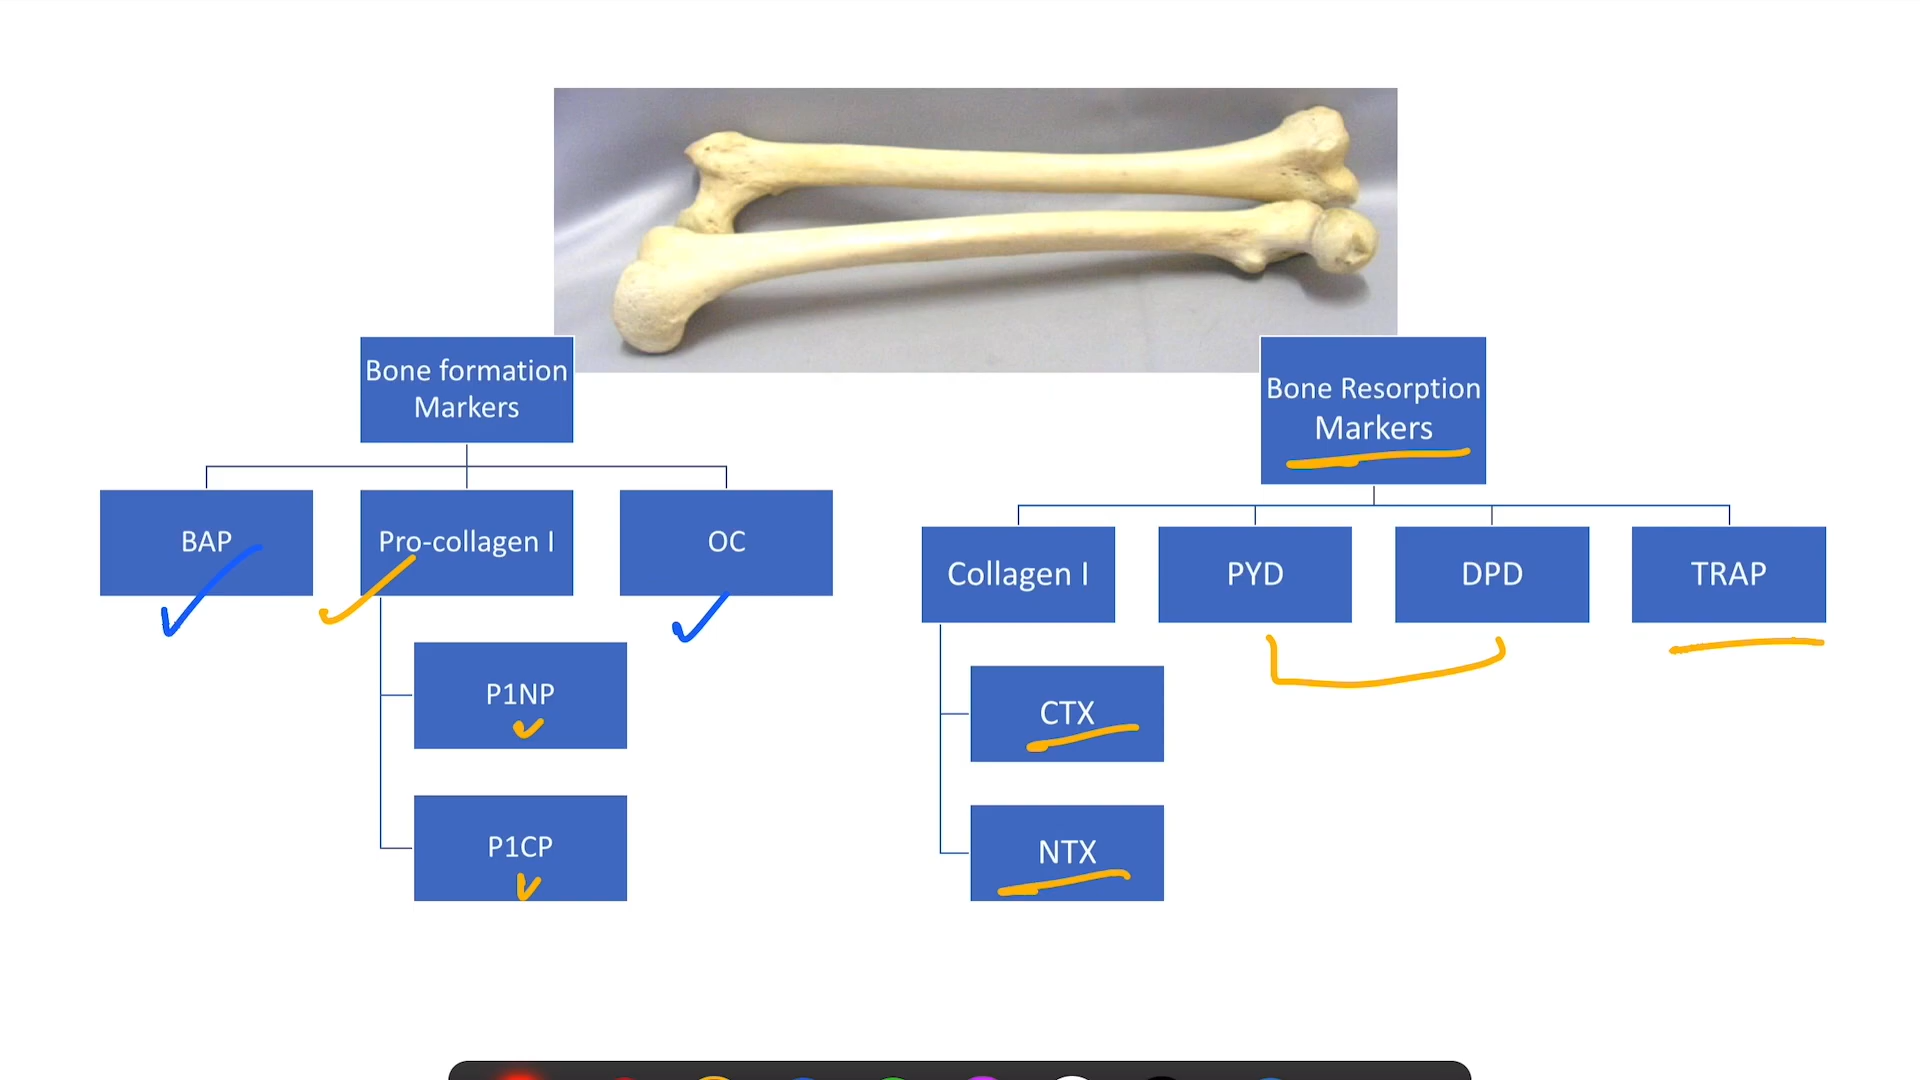 Bone formation
Markers
BAP
Pro-collagen I
OC
P1NP
P1CP
Bone Resorption
Markers
Collagen I
PYD
DPD
TRAP
CTX
NTX